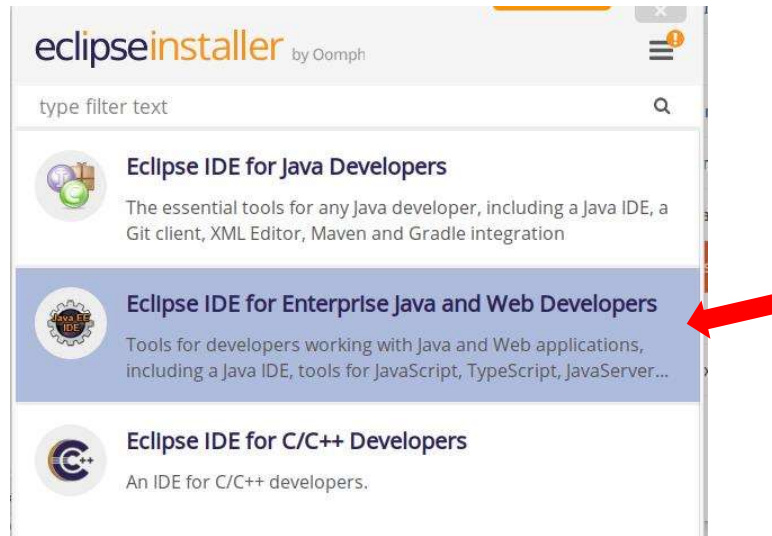 eclipseinstaller by Oomph
type filter text
Eclipse IDE for Java Developers
The essential tools for any Java developer, including a Java IDE, a
Git client, XML Editor, Maven and Gradle integration
Java EE
IDE
Eclipse IDE for Enterprise Java and Web Developers
Tools for developers working with Java and Web applications,
including a Java IDE, tools for JavaScript, TypeScript, JavaServer...
C++
Eclipse IDE for C/C++ Developers
An IDE for C/C++ developers.